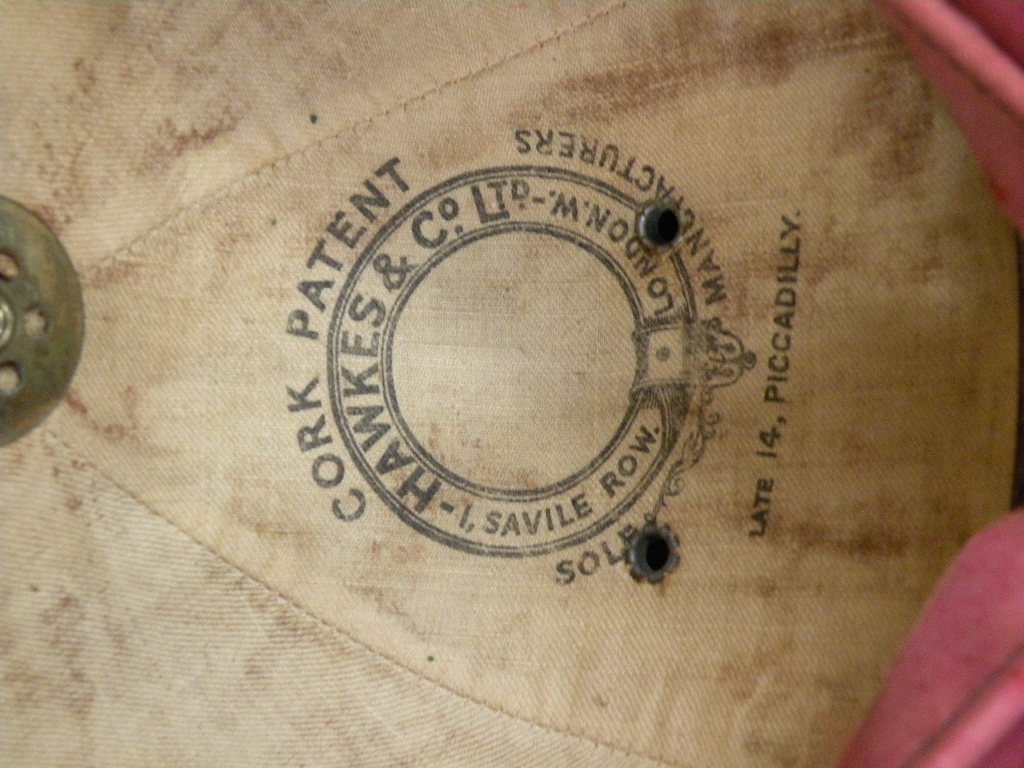 CORK PATENT
HAWKES & Co. LTD.
LONDON.W.-
-1, SAVILE ROW.
SOLE MANUFACTURERS
LATE 14, PICCADILLY.